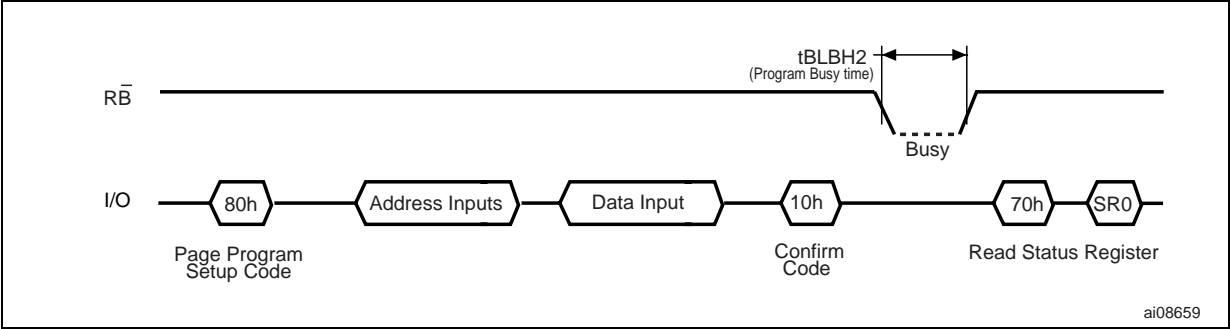 tBLBH2
(Program Busy time)
RB̅
Busy
I/O
80h
Address Inputs
Data Input
10h
70h
SR0
Page Program
Setup Code
Confirm
Code
Read Status Register
ai08659